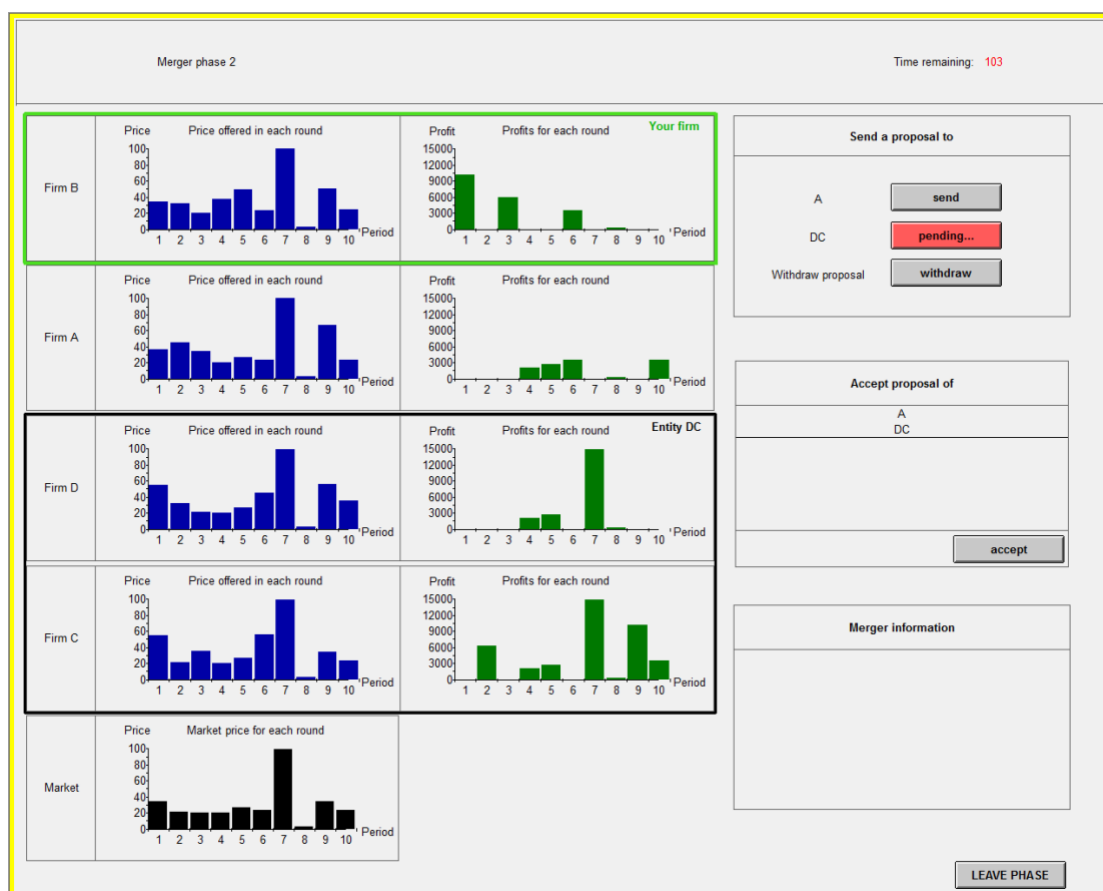 Merger phase 2
Time remaining: 103
Firm B
Price Price offered in each round
100
80
60
40
20
0
1 2 3 4 5 6 7 8 9 10 Period
Profit Profits for each round Your firm
15000
12000
9000
6000
3000
0
1 2 3 4 5 6 7 8 9 10 Period
Firm A
Price Price offered in each round
100
80
60
40
20
0
1 2 3 4 5 6 7 8 9 10 Period
Profit Profits for each round
15000
12000
9000
6000
3000
0
1 2 3 4 5 6 7 8 9 10 Period
Firm D
Price Price offered in each round
100
80
60
40
20
0
1 2 3 4 5 6 7 8 9 10 Period
Profit Profits for each round Entity DC
15000
12000
9000
6000
3000
0
1 2 3 4 5 6 7 8 9 10 Period
Firm C
Price Price offered in each round
100
80
60
40
20
0
1 2 3 4 5 6 7 8 9 10 Period
Profit Profits for each round
15000
12000
9000
6000
3000
0
1 2 3 4 5 6 7 8 9 10 Period
Market
Price Market price for each round
100
80
60
40
20
0
1 2 3 4 5 6 7 8 9 10 Period
Send a proposal to
A send
DC pending...
Withdraw proposal withdraw
Accept proposal of
A
DC
accept
Merger information
LEAVE PHASE